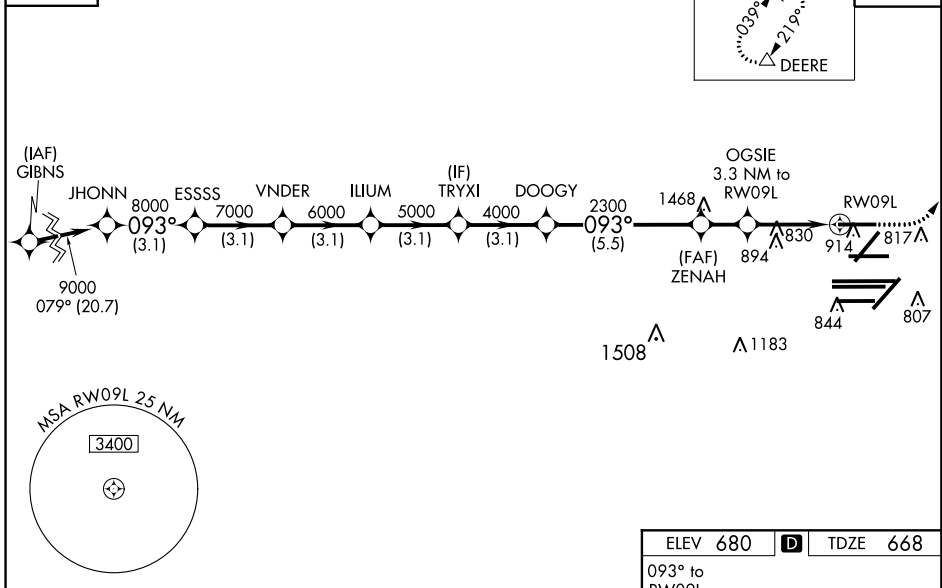 039°
219°
DEERE
(IAF)
GIBNS
JHONN
8000
093°
(3.1)
ESSSS
7000
(3.1)
VNDER
6000
(3.1)
ILIUM
5000
(3.1)
(IF)
TRYXI
4000
(3.1)
DOOGY
2300
093°
(5.5)
1468
OGSIE
3.3 NM to
RW09L
RW09L
830
894
914
817
(FAF)
ZENAH
9000
079° (20.7)
844
807
1508
1183
MSA RW09L 25 NM
3400
ELEV 680 D TDZE 668
093° to
RW09L